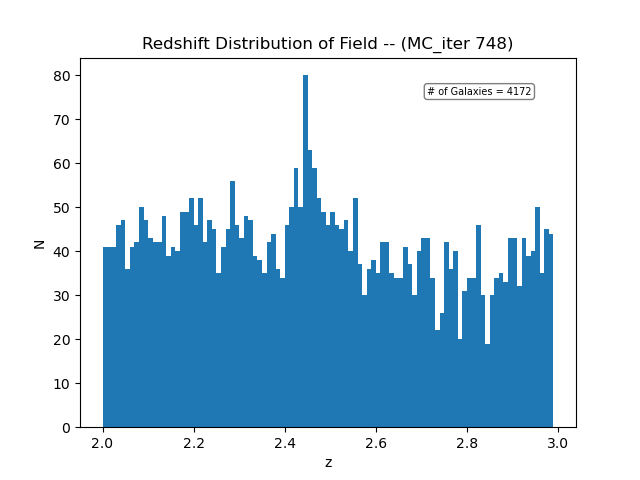 Redshift Distribution of Field -- (MC_iter 748)
# of Galaxies = 4172
80
70
60
50
40
30
20
10
0
N
2.0 2.2 2.4 2.6 2.8 3.0
z